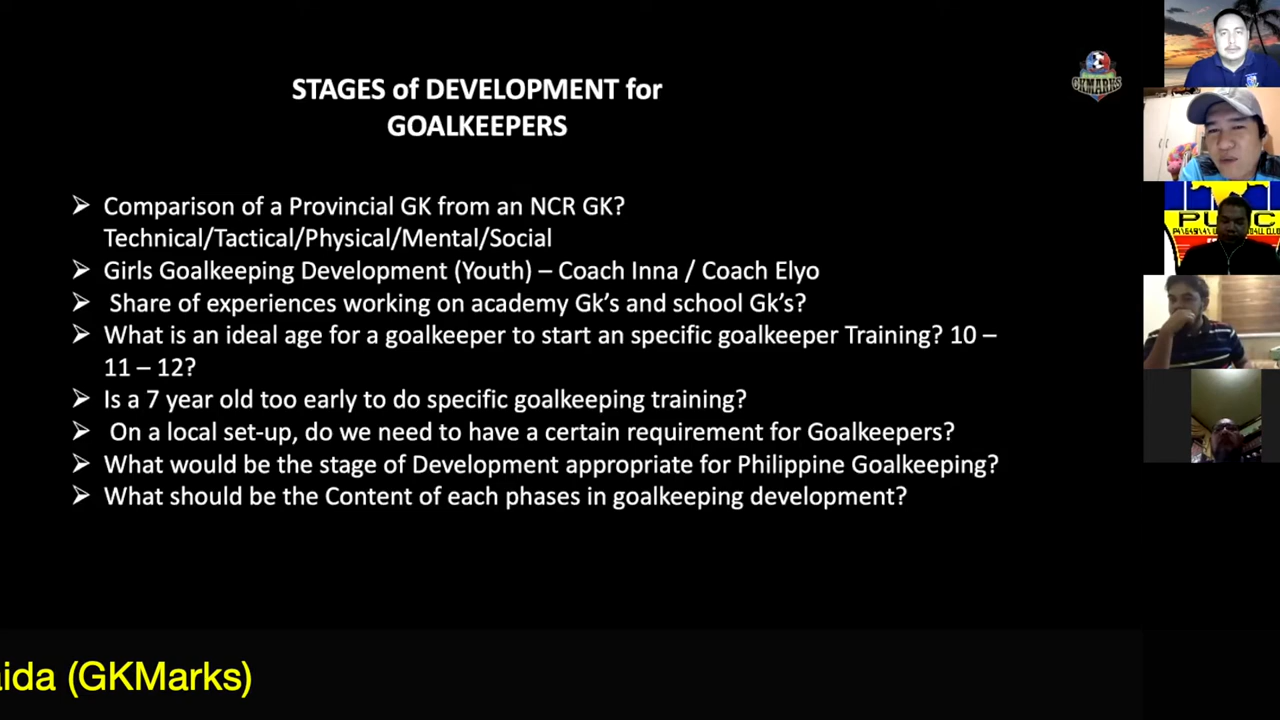 STAGES of DEVELOPMENT for
GOALKEEPERS
GKMARKS
➢ Comparison of a Provincial GK from an NCR GK?
Technical/Tactical/Physical/Mental/Social
➢ Girls Goalkeeping Development (Youth) – Coach Inna / Coach Elyo
➢ Share of experiences working on academy Gk’s and school Gk’s?
➢ What is an ideal age for a goalkeeper to start an specific goalkeeper Training? 10 –
11 – 12?
➢ Is a 7 year old too early to do specific goalkeeping training?
➢ On a local set-up, do we need to have a certain requirement for Goalkeepers?
➢ What would be the stage of Development appropriate for Philippine Goalkeeping?
➢ What should be the Content of each phases in goalkeeping development?
aida (GKMarks)